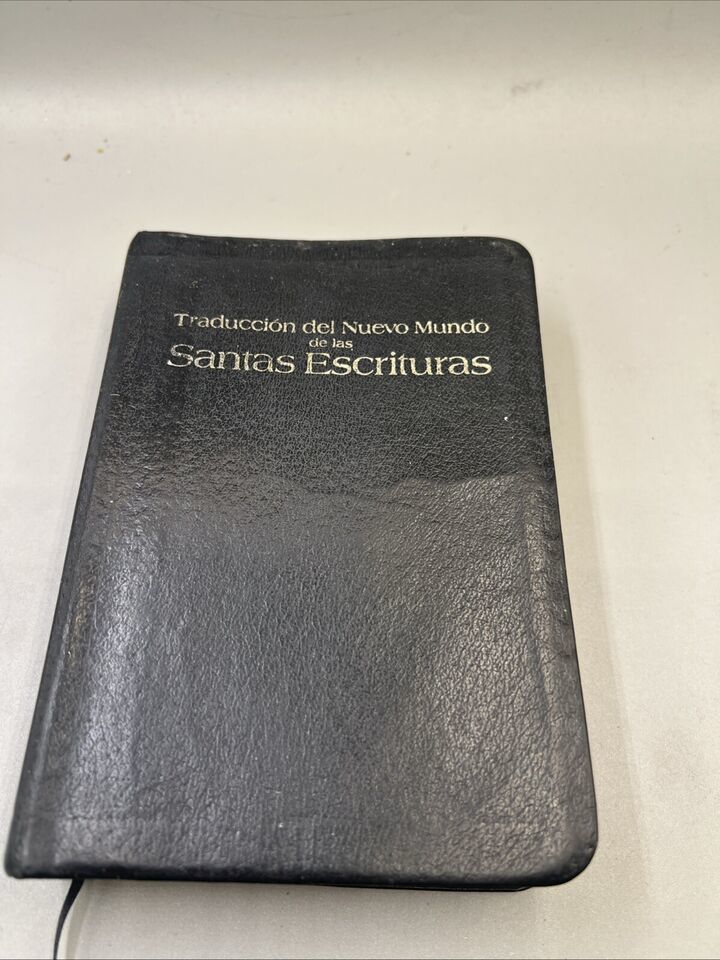 Traducción del Nuevo Mundo
de las
Santas Escrituras